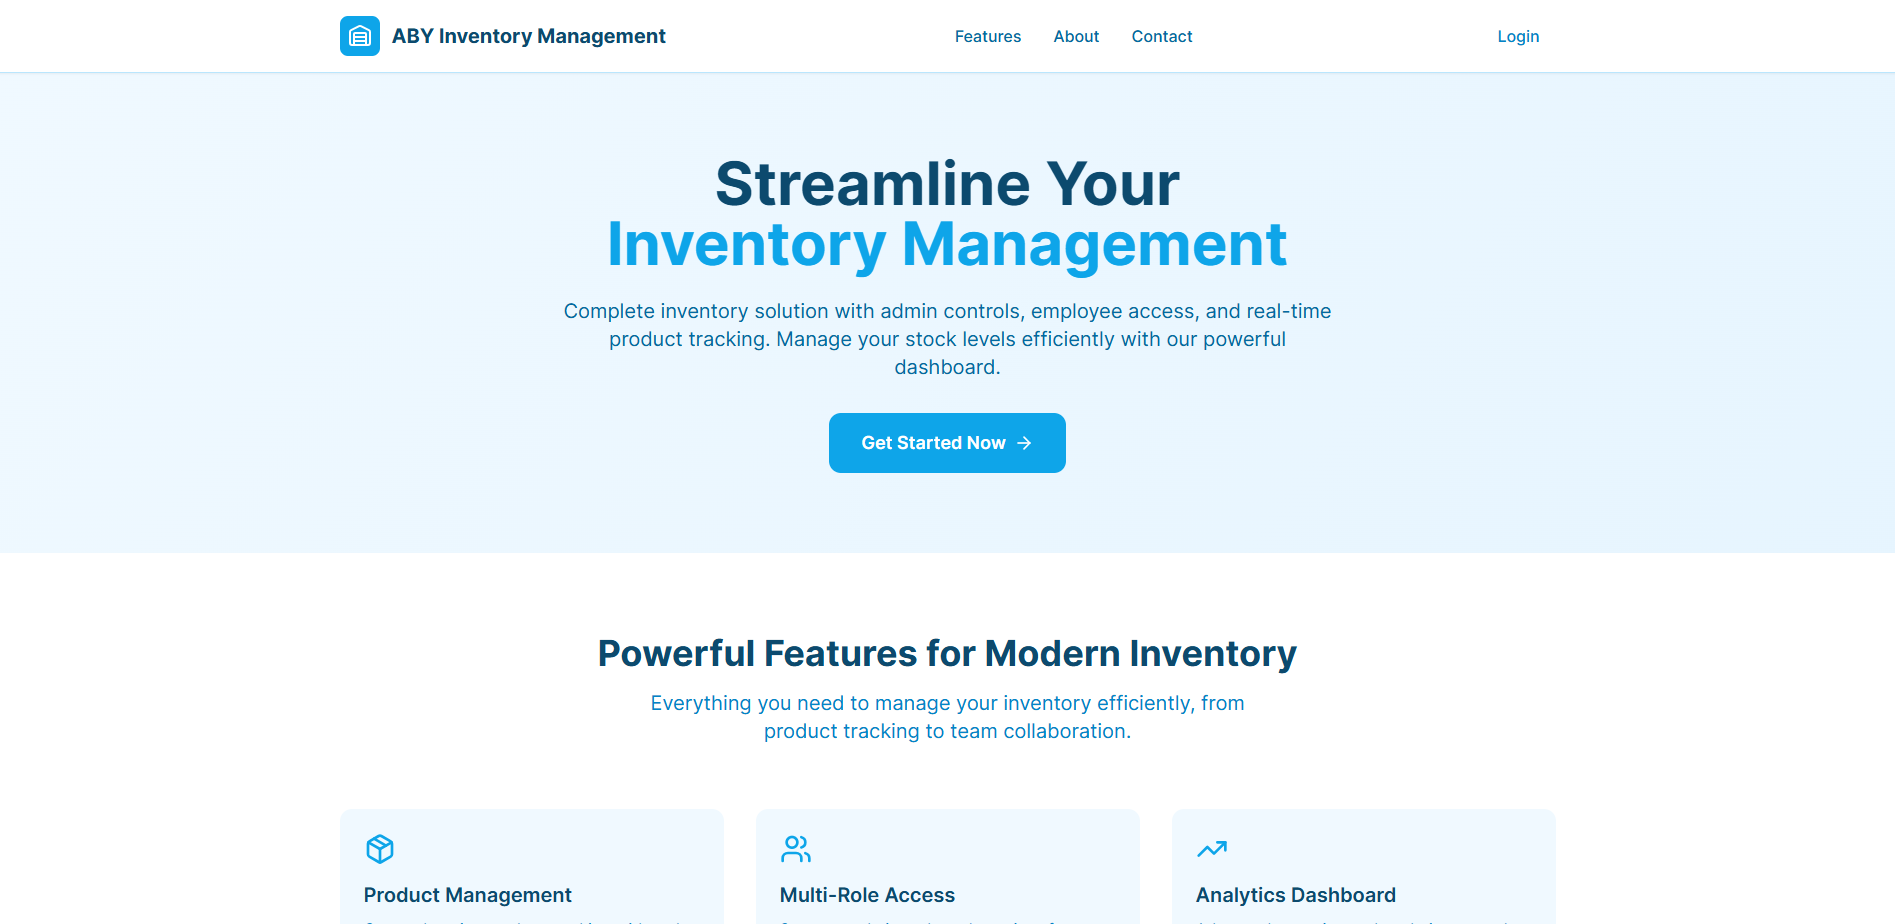 ABY Inventory Management
Features
About
Contact
Login
Streamline Your
Inventory Management
Complete inventory solution with admin controls, employee access, and real-time
product tracking. Manage your stock levels efficiently with our powerful
dashboard.
Get Started Now →
Powerful Features for Modern Inventory
Everything you need to manage your inventory efficiently, from
product tracking to team collaboration.
Product Management
Multi-Role Access
Analytics Dashboard